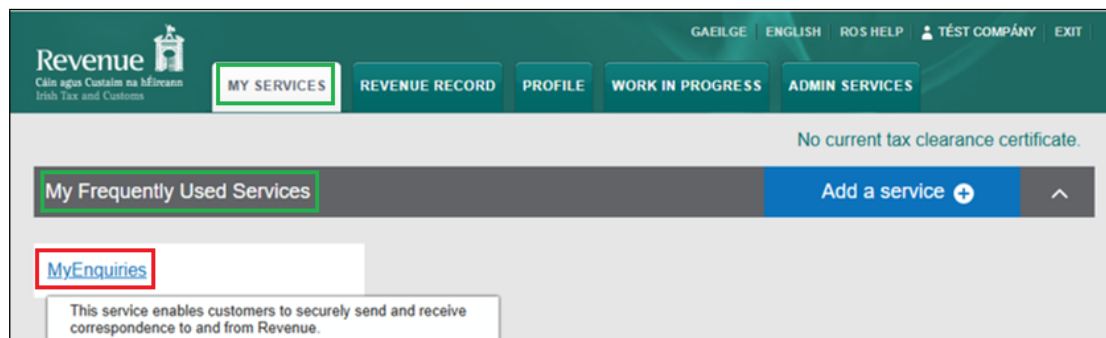 GAEILGE ENGLISH ROS HELP TÉST COMPÁNY EXIT
Revenue
Cáin agus Custaim na hÉireann
Irish Tax and Customs
MY SERVICES REVENUE RECORD PROFILE WORK IN PROGRESS ADMIN SERVICES
No current tax clearance certificate.
My Frequently Used Services Add a service
MyEnquiries
This service enables customers to securely send and receive
correspondence to and from Revenue.